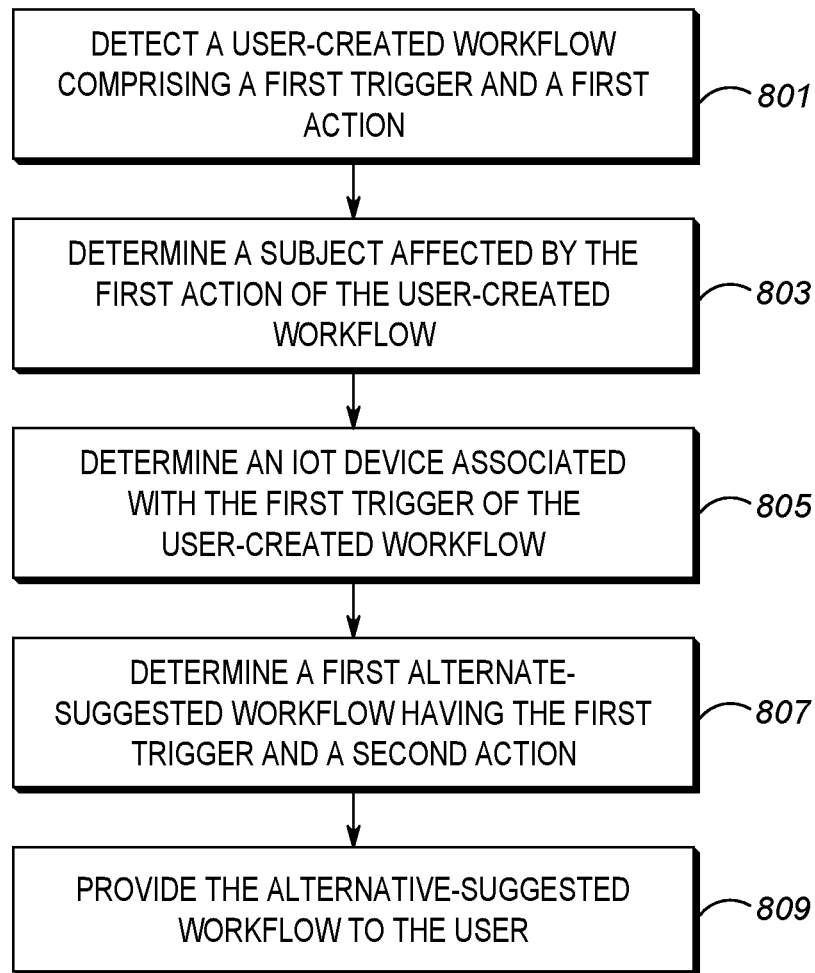 DETECT A USER-CREATED WORKFLOW
COMPRISING A FIRST TRIGGER AND A FIRST
ACTION
801
DETERMINE A SUBJECT AFFECTED BY THE
FIRST ACTION OF THE USER-CREATED
WORKFLOW
803
DETERMINE AN IOT DEVICE ASSOCIATED
WITH THE FIRST TRIGGER OF THE
USER-CREATED WORKFLOW
805
DETERMINE A FIRST ALTERNATE-
SUGGESTED WORKFLOW HAVING THE FIRST
TRIGGER AND A SECOND ACTION
807
PROVIDE THE ALTERNATIVE-SUGGESTED
WORKFLOW TO THE USER
809